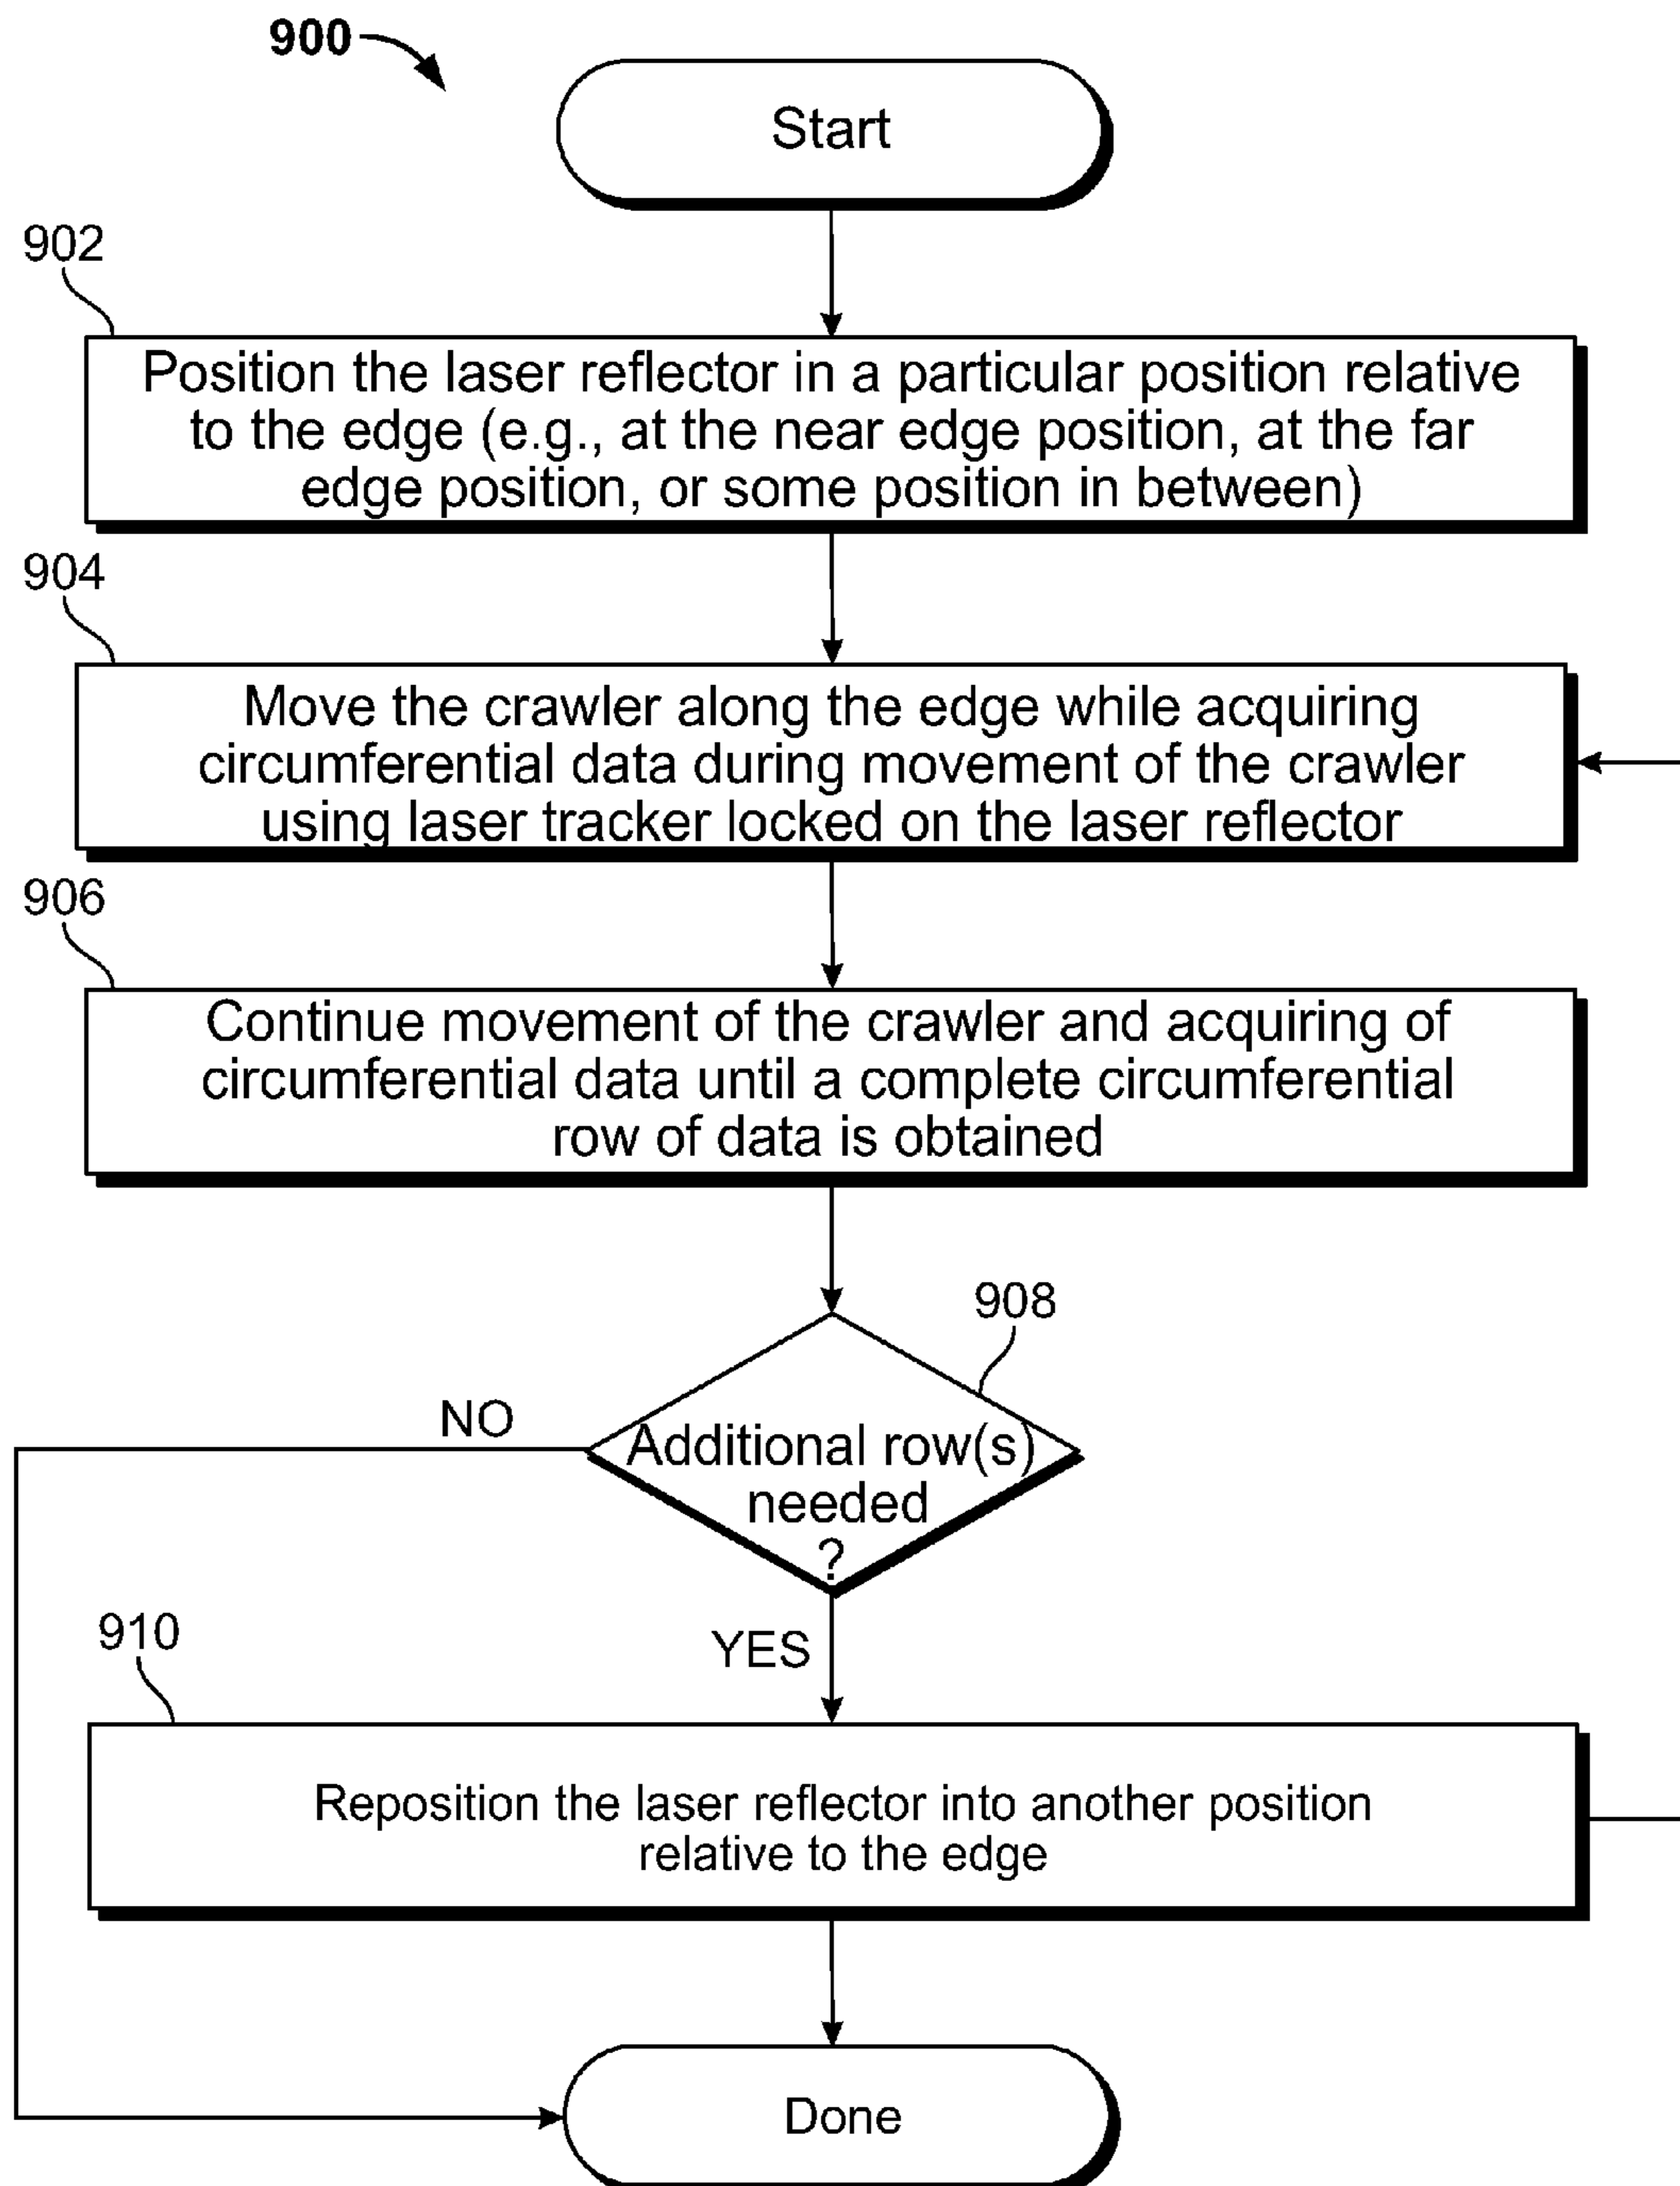 900
Start
902
Position the laser reflector in a particular position relative
to the edge (e.g., at the near edge position, at the far
edge position, or some position in between)
904
Move the crawler along the edge while acquiring
circumferential data during movement of the crawler
using laser tracker locked on the laser reflector
906
Continue movement of the crawler and acquiring of
circumferential data until a complete circumferential
row of data is obtained
908
NO
Additional row(s)
needed
?
YES
910
Reposition the laser reflector into another position
relative to the edge
Done